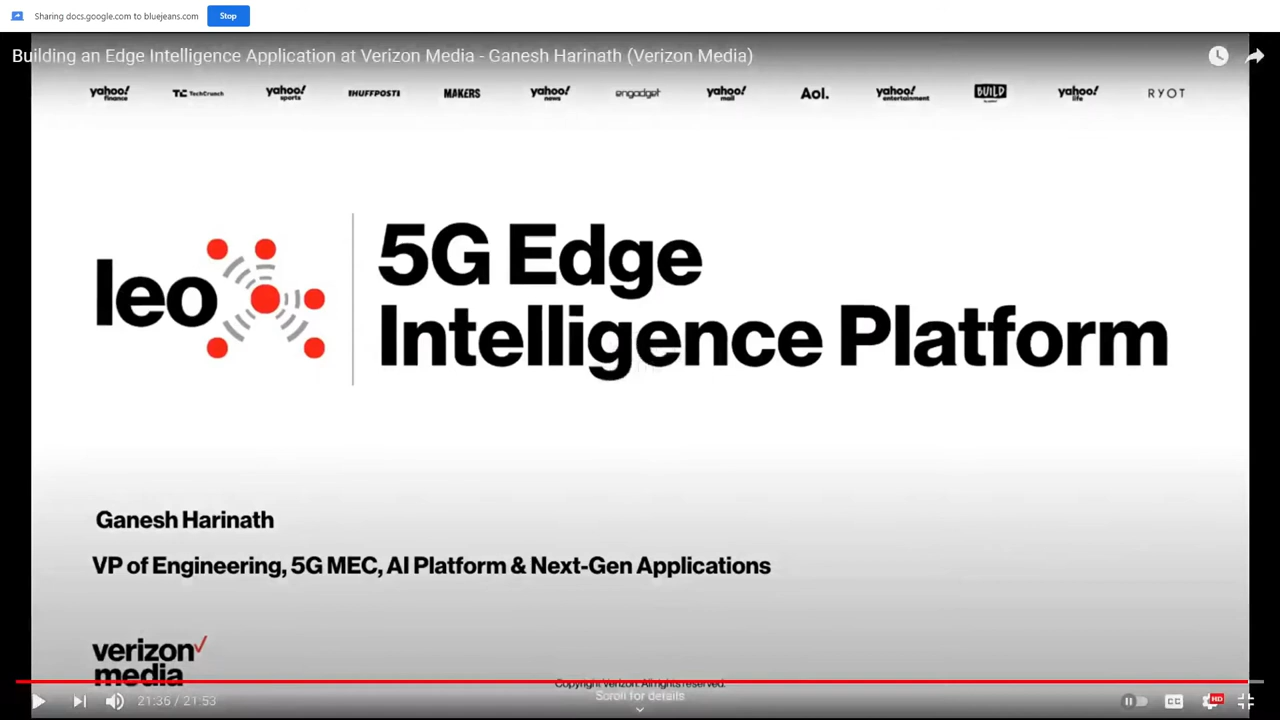 Sharing docs.google.com to bluejeans.com Stop
Building an Edge Intelligence Application at Verizon Media - Ganesh Harinath (Verizon Media)
yahoo! finance TC TechCrunch yahoo! sports HUFFPOST MAKERS yahoo! news engadget yahoo! mail Aol. yahoo! entertainment BUILD yahoo! life RYOT
leo
5G Edge
Intelligence Platform
Ganesh Harinath
VP of Engineering, 5G MEC, AI Platform & Next-Gen Applications
verizon✓
media
Copyright Verizon. All rights reserved.
Scroll for details
21:36 / 21:53 CC HD